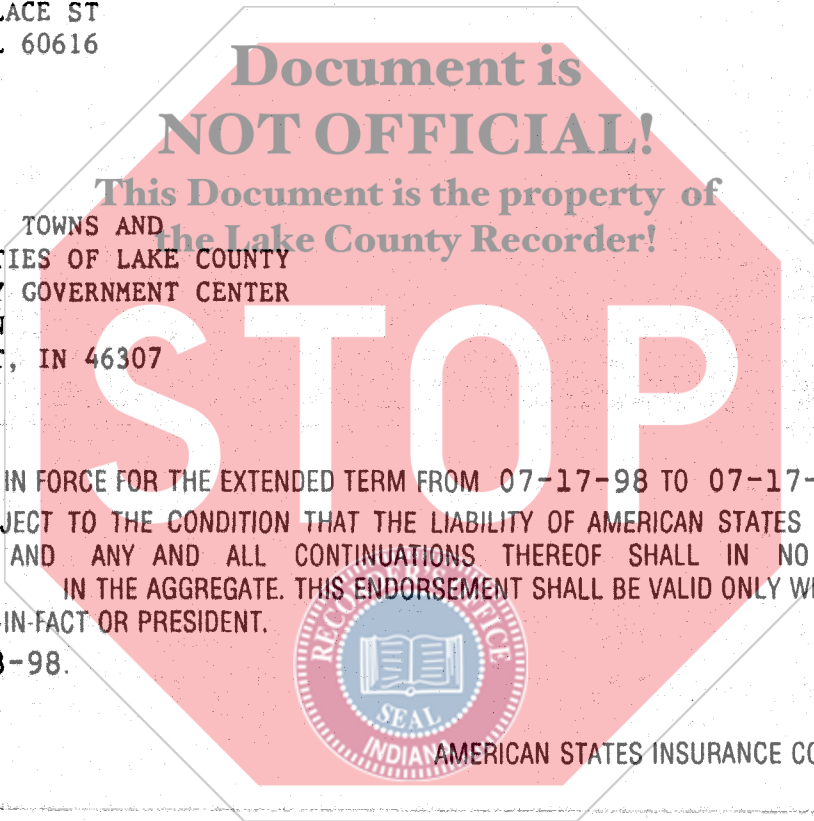 LACE ST
60616
Document is
NOT OFFICIAL!
This Document is the property of
the Lake County Recorder!
TOWNS AND
TIES OF LAKE COUNTY
GOVERNMENT CENTER
IN 46307
STOP
IN FORCE FOR THE EXTENDED TERM FROM 07-17-98 TO 07-17-
JECT TO THE CONDITION THAT THE LIABILITY OF AMERICAN STATES
AND ANY AND ALL CONTINUATIONS THEREOF SHALL IN NO
IN THE AGGREGATE. THIS ENDORSEMENT SHALL BE VALID ONLY
-IN-FACT OR PRESIDENT.
-98.
RECORDER'S OFFICE
SEAL
INDIANA
AMERICAN STATES INSURANCE